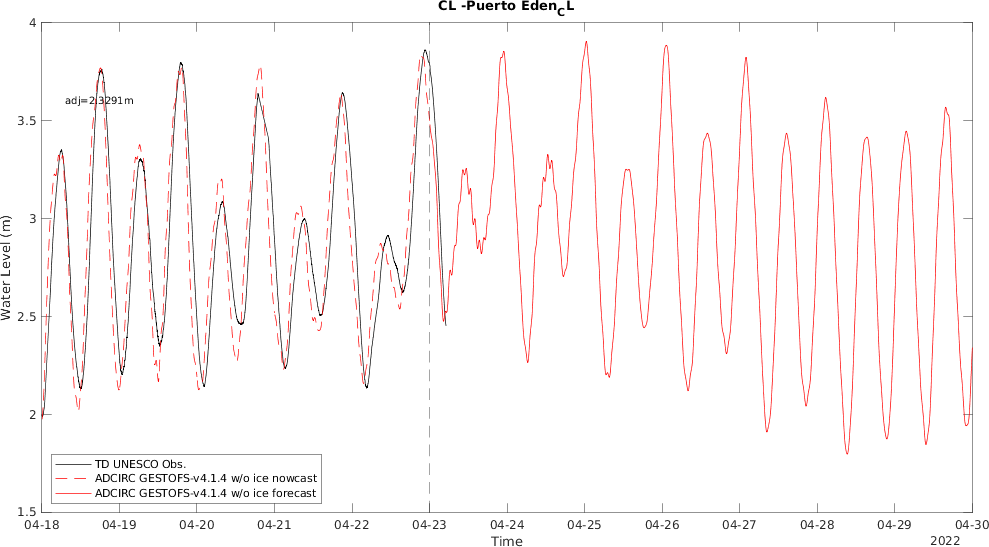 CL -Puerto Eden_CL
4
3.5
3
2.5
2
1.5
Water Level (m)
adj=2.3291m
TD UNESCO Obs.
ADCIRC GESTOFS-v4.1.4 w/o ice nowcast
ADCIRC GESTOFS-v4.1.4 w/o ice forecast
04-18 04-19 04-20 04-21 04-22 04-23 04-24 04-25 04-26 04-27 04-28 04-29 04-30
Time
2022